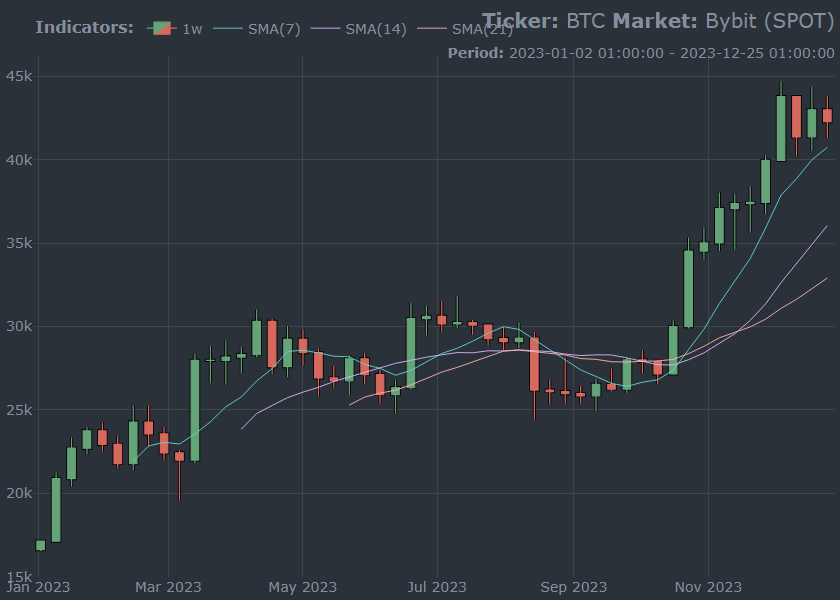 Indicators: 1w SMA(7) SMA(14) SMA(21)
Ticker: BTC Market: Bybit (SPOT)
Period: 2023-01-02 01:00:00 - 2023-12-25 01:00:00
45k
40k
35k
30k
25k
20k
15k
Jan 2023 Mar 2023 May 2023 Jul 2023 Sep 2023 Nov 2023